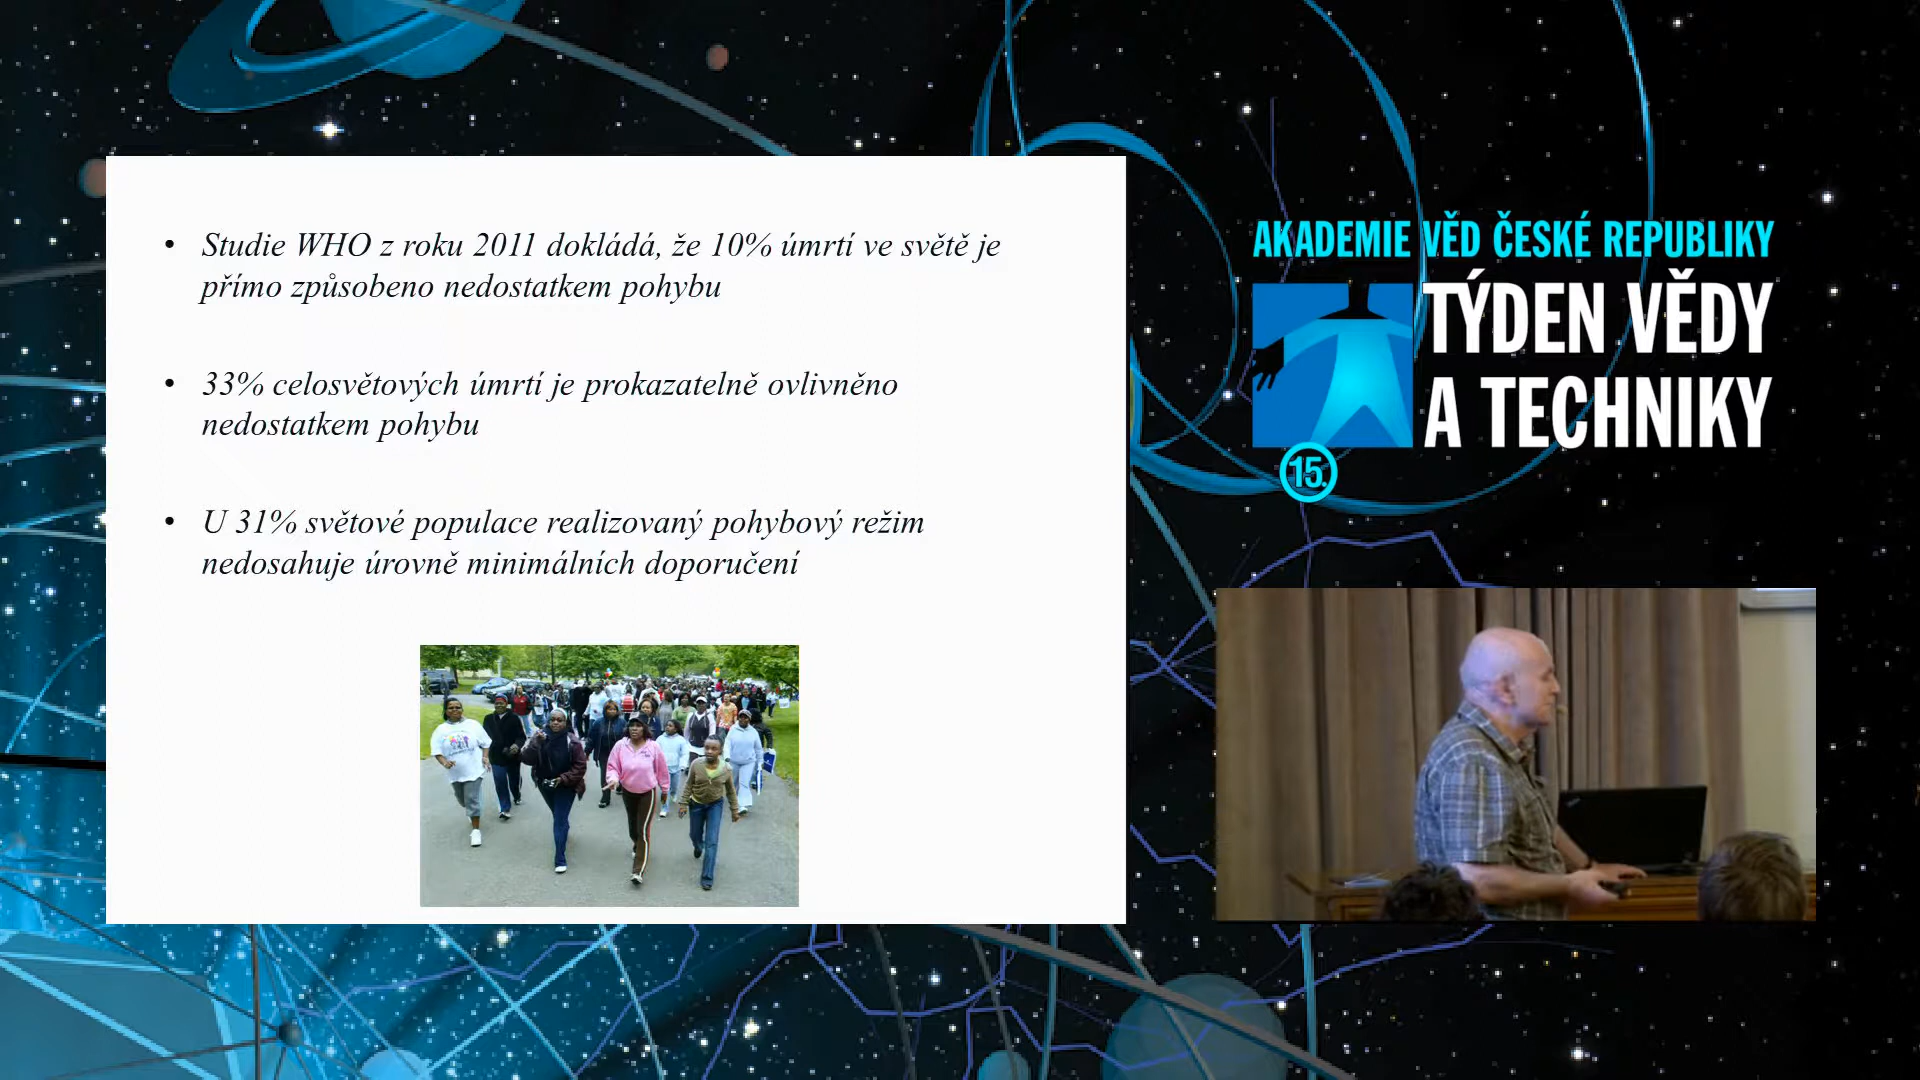 • Studie WHO z roku 2011 dokládá, že 10% úmrtí ve světě je
přímo způsobeno nedostatkem pohybu
• 33% celosvětových úmrtí je prokazatelně ovlivněno
nedostatkem pohybu
• U 31% světové populace realizovaný pohybový režim
nedosahuje úrovně minimálních doporučení
AKADEMIE VĚD ČESKÉ REPUBLIKY
TÝDEN VĚDY
A TECHNIKY
15.